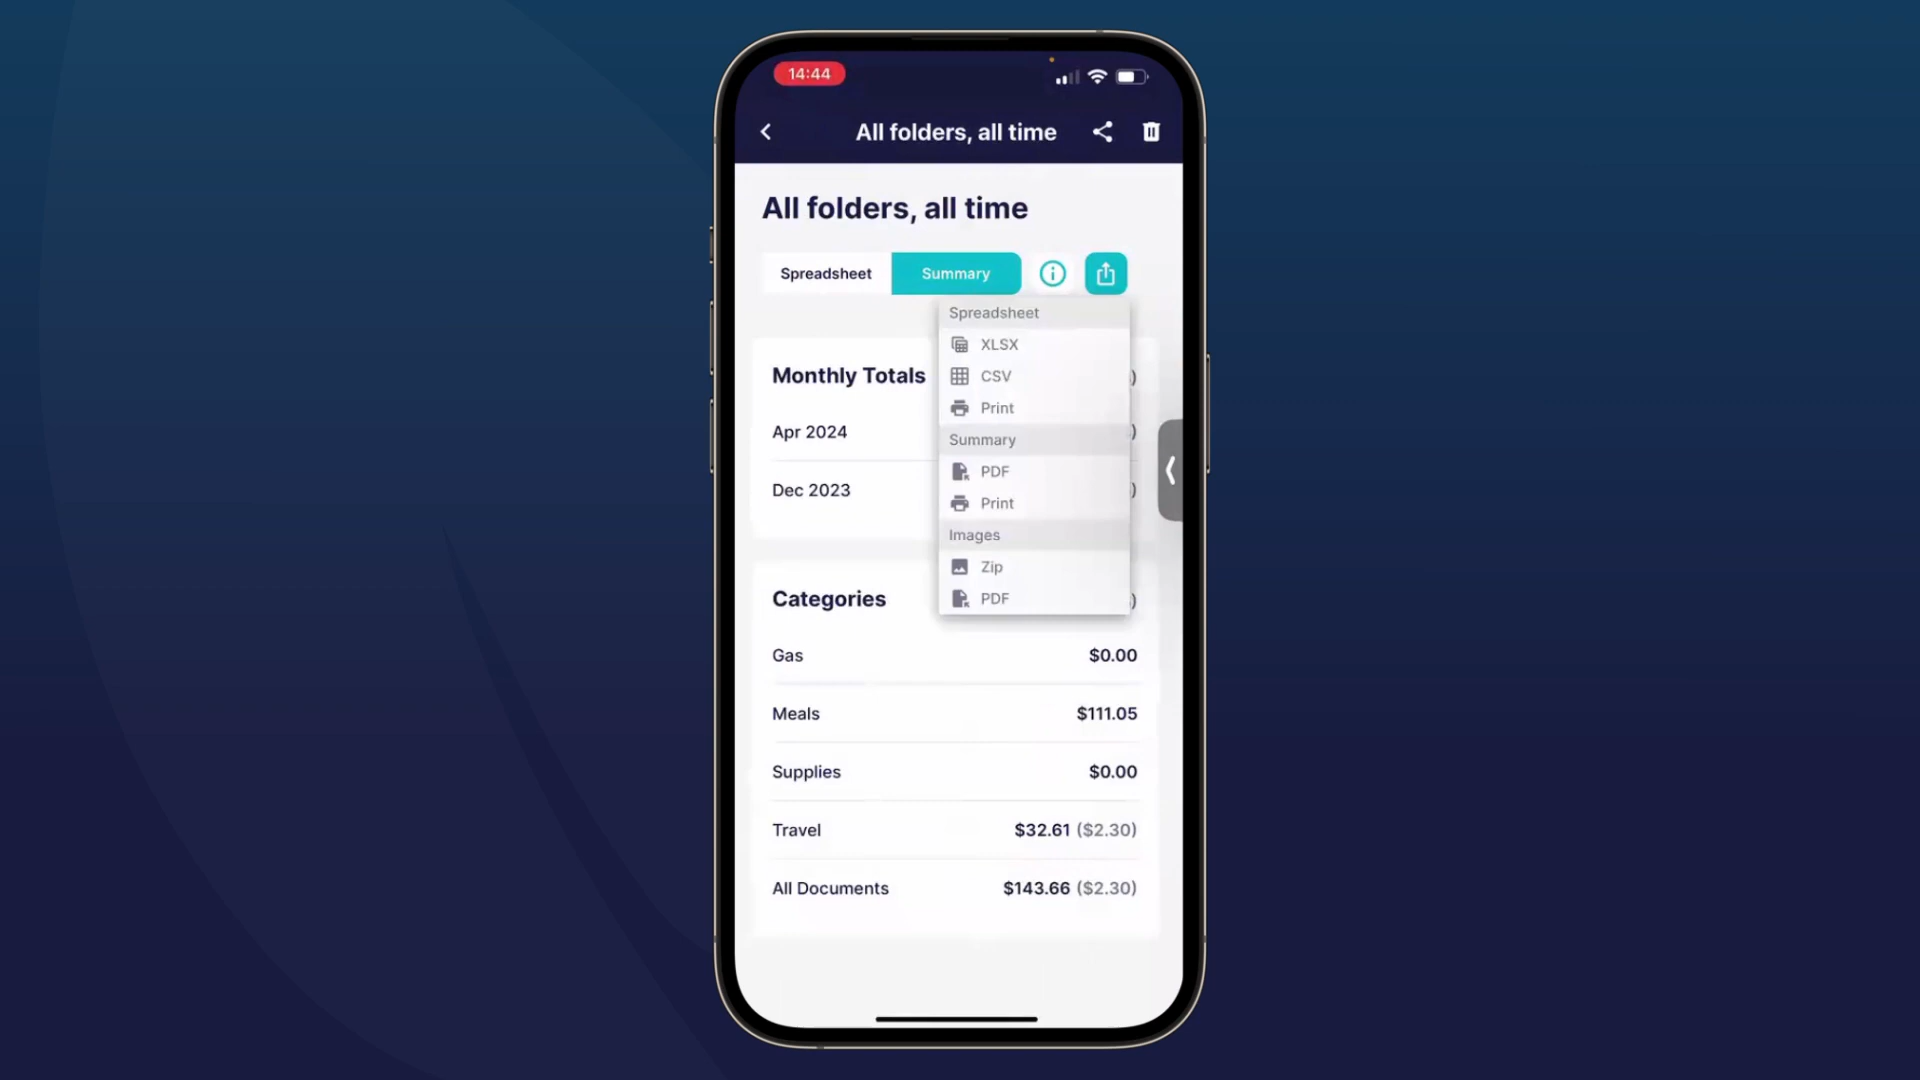 14:44
All folders, all time
All folders, all time
Spreadsheet Summary
Spreadsheet
XLSX
Monthly Totals )
CSV
Print
Apr 2024 )
Summary
PDF
Dec 2023 )
Print
Images
Zip
Categories )
PDF
Gas $0.00
Meals $111.05
Supplies $0.00
Travel $32.61 ($2.30)
All Documents $143.66 ($2.30)